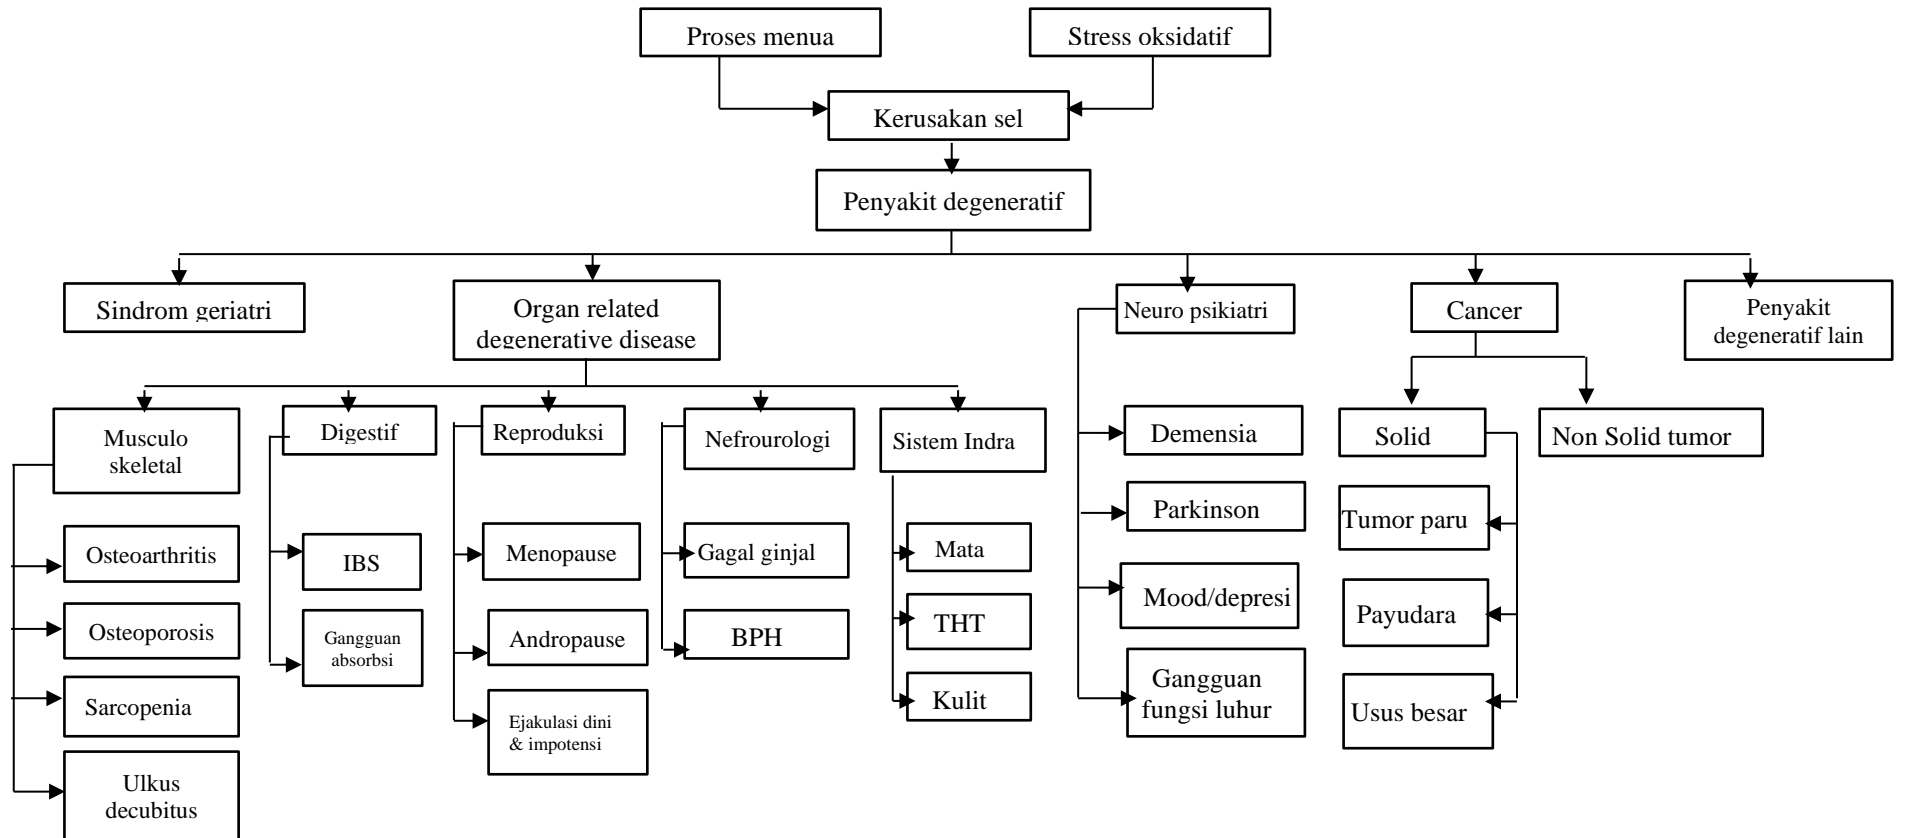 Proses menua
Stress oksidatif
Kerusakan sel
Penyakit degeneratif
Sindrom geriatri
Organ related
degenerative disease
Neuro psikiatri
Cancer
Penyakit
degeneratif lain
Musculo
skeletal
Digestif
Reproduksi
Nefrourologi
Sistem Indra
Demensia
Solid
Non Solid tumor
Osteoarthritis
IBS
Menopause
Gagal ginjal
Mata
Parkinson
Tumor paru
Osteoporosis
Gangguan
absorbsi
Andropause
BPH
THT
Mood/depresi
Payudara
Sarcopenia
Ejakulasi dini
& impotensi
Kulit
Gangguan
fungsi luhur
Usus besar
Ulkus
decubitus